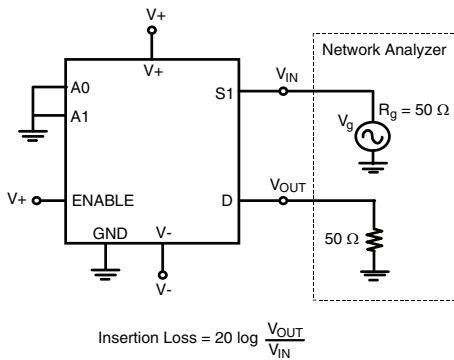 V+
Network Analyzer
V+
VIN
A0
S1
A1
Vg
Rg = 50 Ω
VOUT
V+
ENABLE
D
50 Ω
GND
V-
V-
Insertion Loss = 20 log VOUT
VIN